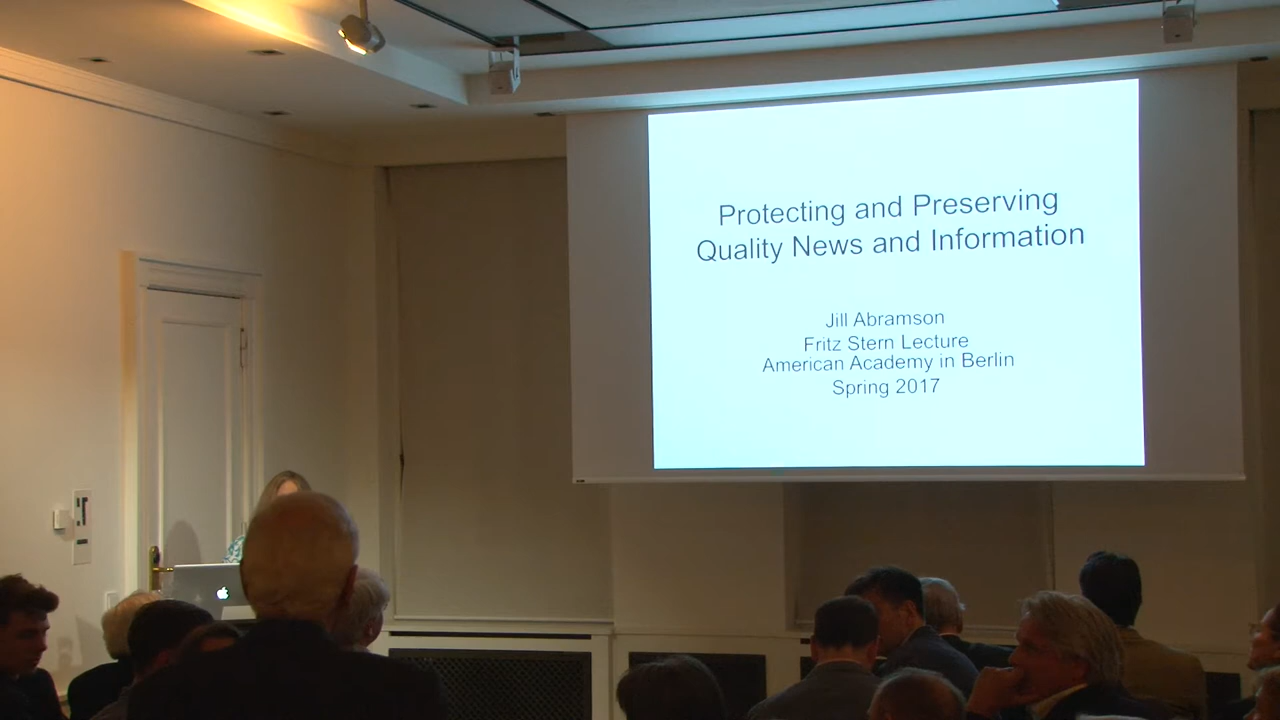 Protecting and Preserving
Quality News and Information
Jill Abramson
Fritz Stern Lecture
American Academy in Berlin
Spring 2017